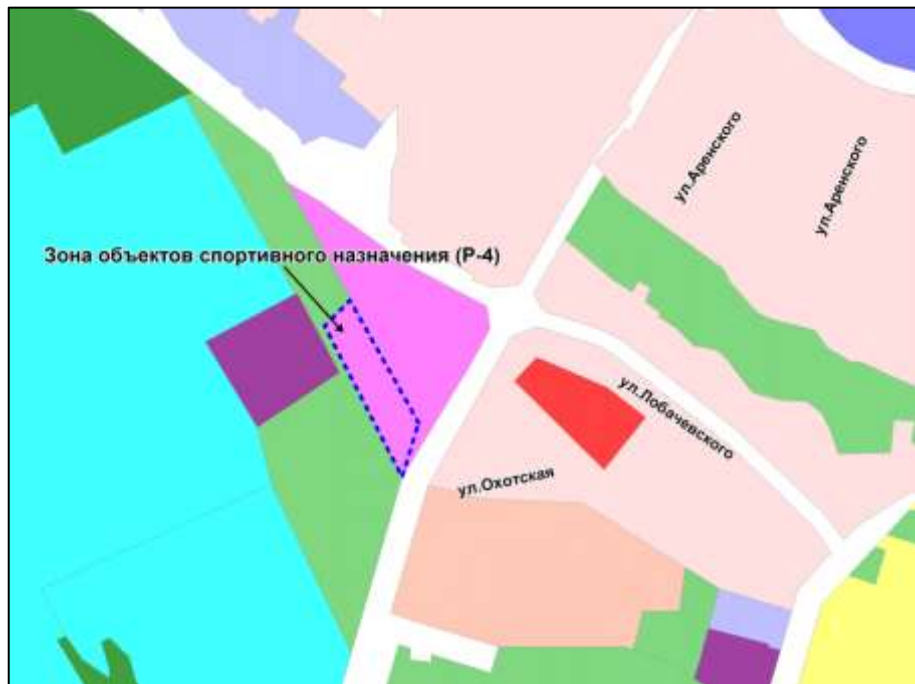 ул.Аренского
ул.Аренского
Зона объектов спортивного назначения (Р-4)
ул.Лобачевского
ул.Охотская